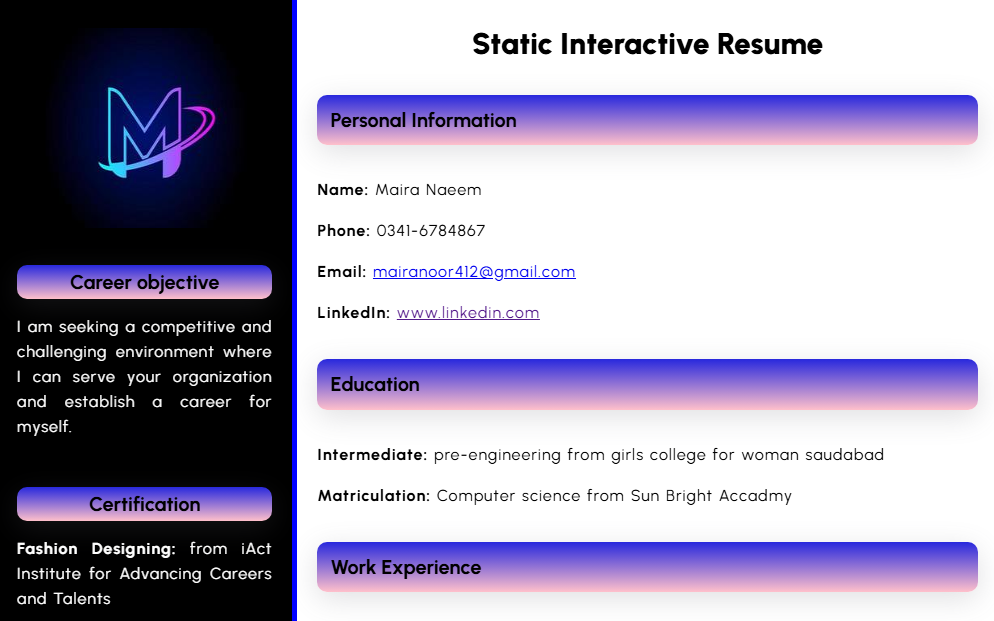 M
Career objective
I am seeking a competitive and
challenging environment where
I can serve your organization
and establish a career for
myself.
Certification
Fashion Designing: from iAct
Institute for Advancing Careers
and Talents
Static Interactive Resume
Personal Information
Name: Maira Naeem
Phone: 0341-6784867
Email: mairanoor412@gmail.com
LinkedIn: www.linkedin.com
Education
Intermediate: pre-engineering from girls college for woman saudabad
Matriculation: Computer science from Sun Bright Accadmy
Work Experience